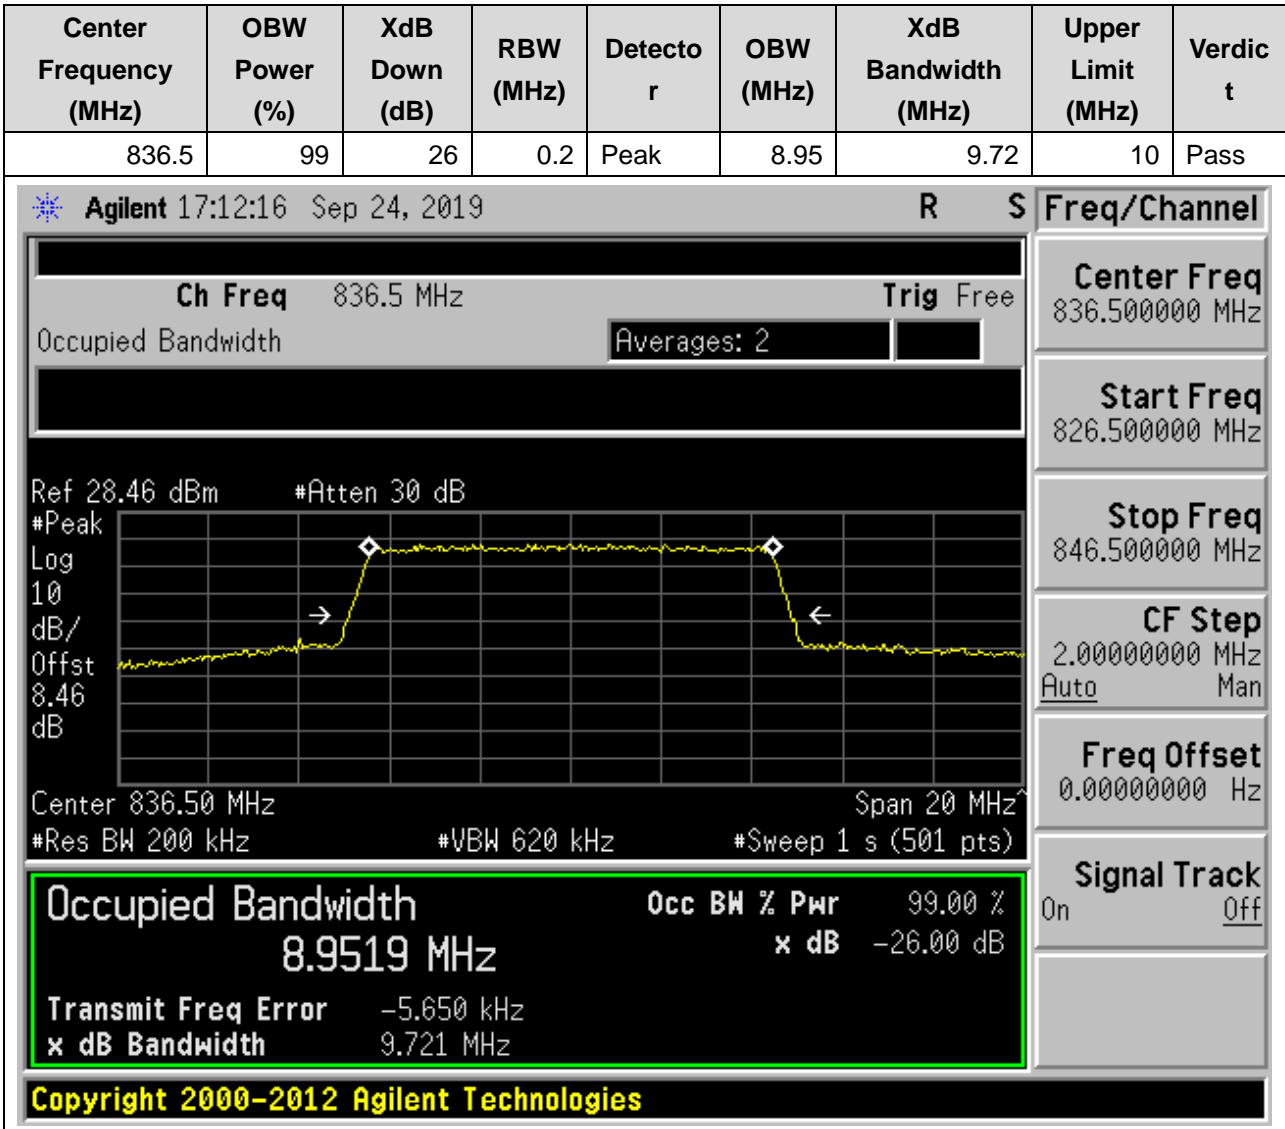 Center Frequency (MHz) OBW Power (%) XdB Down (dB) RBW (MHz) Detecto r OBW (MHz) XdB Bandwidth (MHz) Upper Limit (MHz) Verdic t
836.5 99 26 0.2 Peak 8.95 9.72 10 Pass
Agilent 17:12:16 Sep 24, 2019 R S Freq/Channel
Ch Freq 836.5 MHz Trig Free
Occupied Bandwidth Averages: 2
Center Freq
836.500000 MHz
Start Freq
826.500000 MHz
Stop Freq
846.500000 MHz
CF Step
2.00000000 MHz
Auto Man
Freq Offset
0.00000000 Hz
Signal Track
On Off
Ref 28.46 dBm #Atten 30 dB
#Peak
Log
10
dB/
Offst
8.46
dB
Center 836.50 MHz Span 20 MHz^
#Res BW 200 kHz #VBW 620 kHz #Sweep 1 s (501 pts)
Occupied Bandwidth Occ BW % Pwr 99.00 %
8.9519 MHz x dB -26.00 dB
Transmit Freq Error -5.650 kHz
x dB Bandwidth 9.721 MHz
Copyright 2000-2012 Agilent Technologies